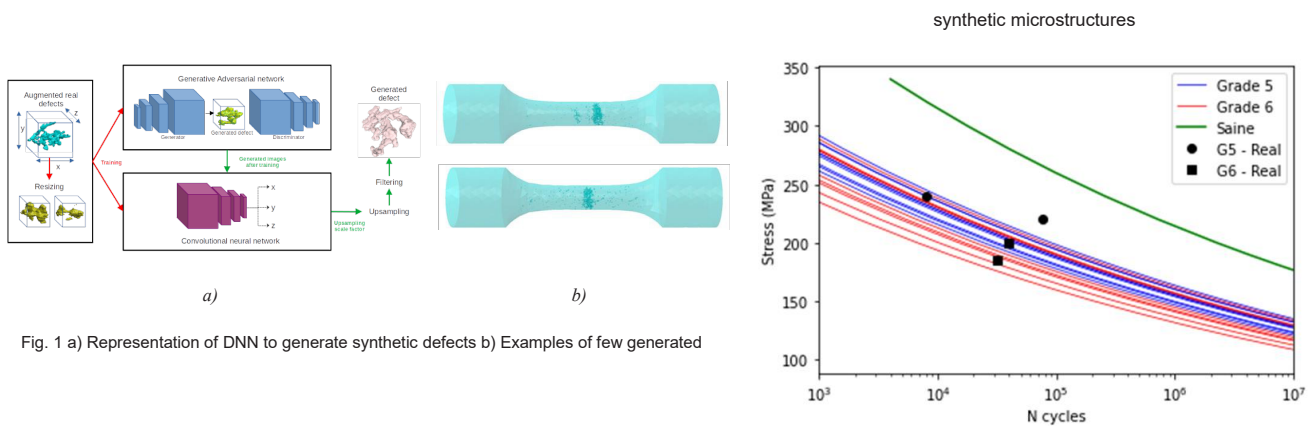 synthetic microstructures
Augmented real
defects
z
y
x
Resizing
Training
Generative Adversarial network
Generator
Generated defect
Discriminator
Generated images
after training
x
y
z
Convolutional neural network
Generated
defect
Filtering
Upsampling
Upsampling
scale factor
a)
b)
Fig. 1 a) Representation of DNN to generate synthetic defects b) Examples of few generated
350
300
250
200
150
100
Stress (MPa)
Grade 5
Grade 6
Saine
G5 - Real
G6 - Real
10³
10⁴
10⁵
10⁶
10⁷
N cycles